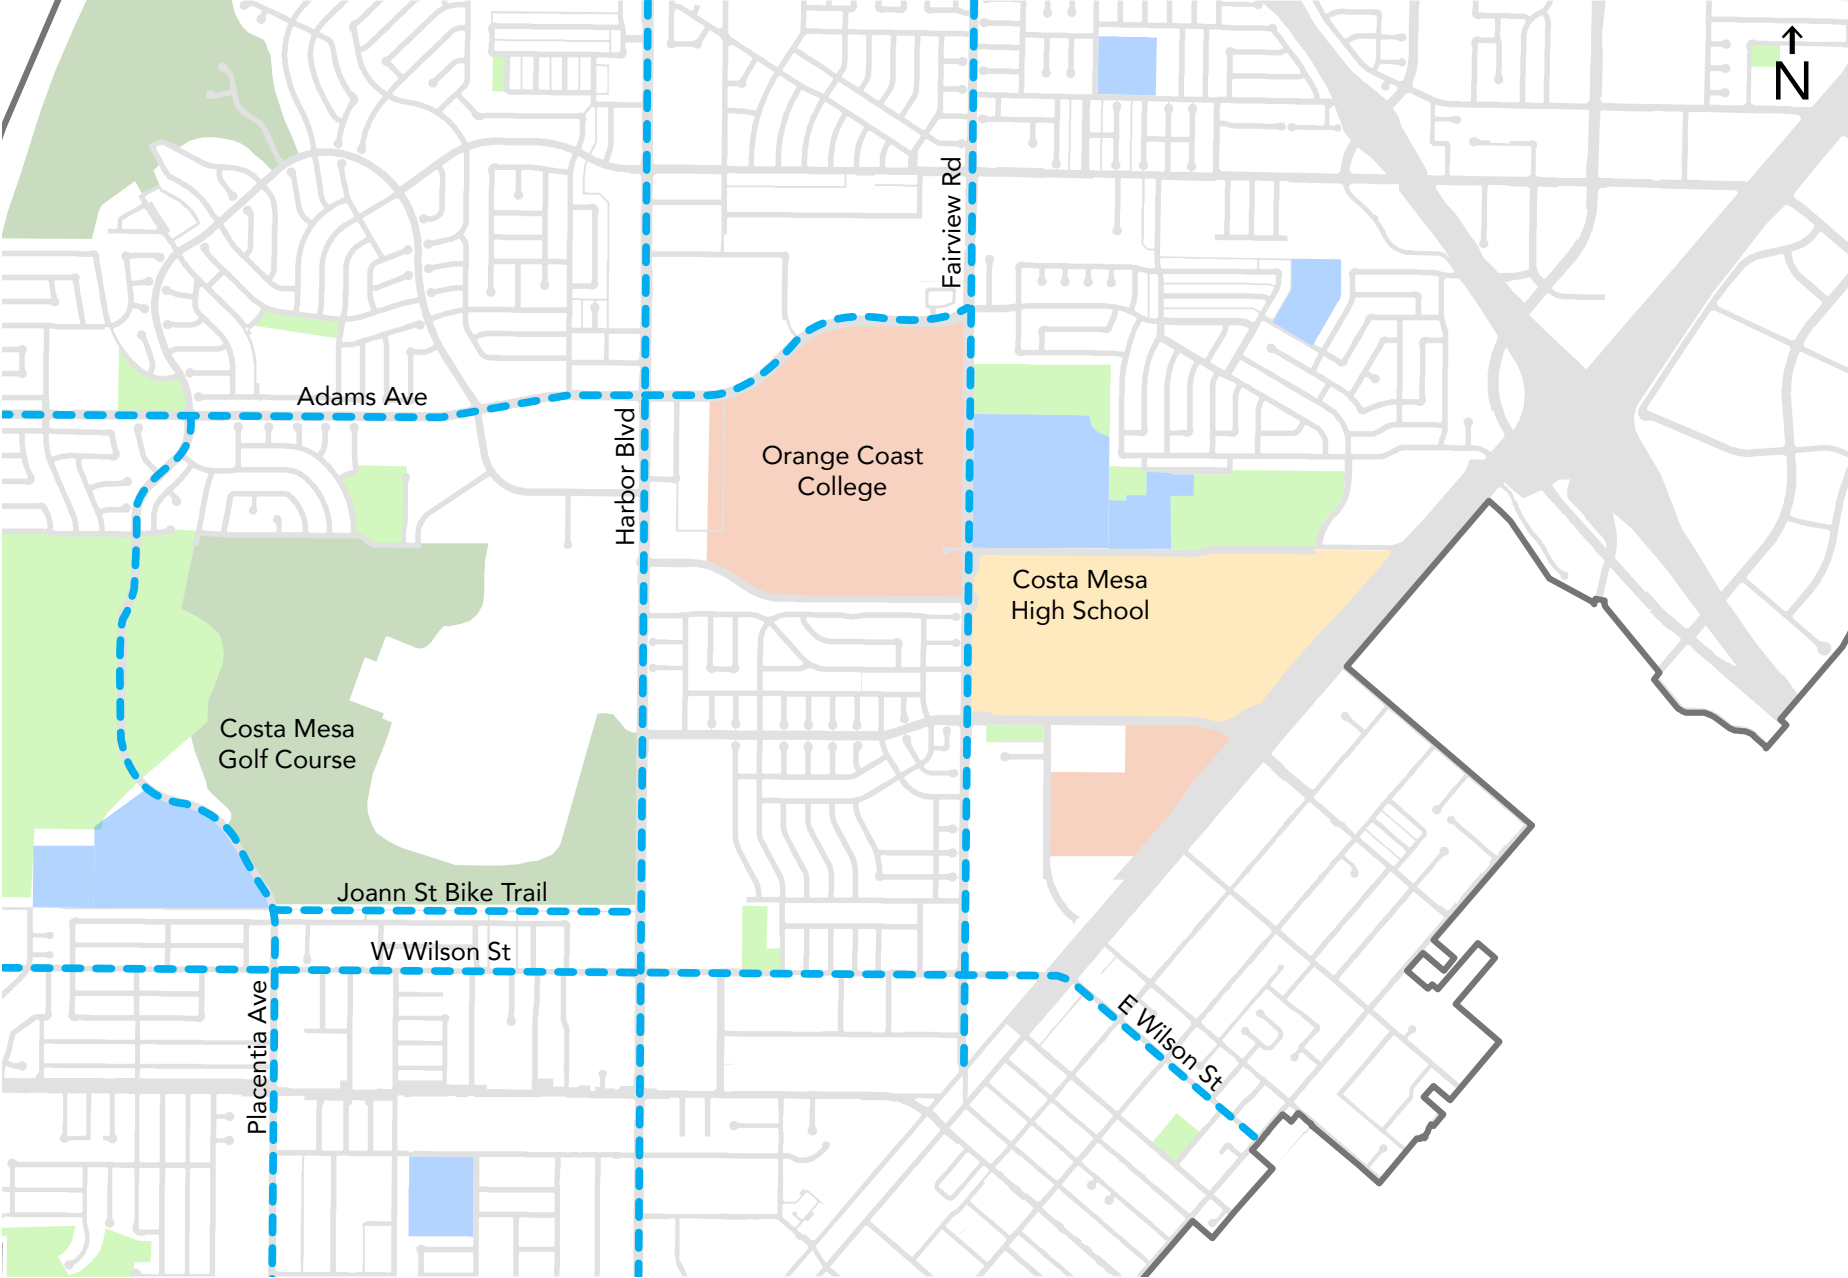 N
Fairview Rd
Adams Ave
Harbor Blvd
Orange Coast
College
Costa Mesa
High School
Costa Mesa
Golf Course
Joann St Bike Trail
W Wilson St
Placentia Ave
E Wilson St